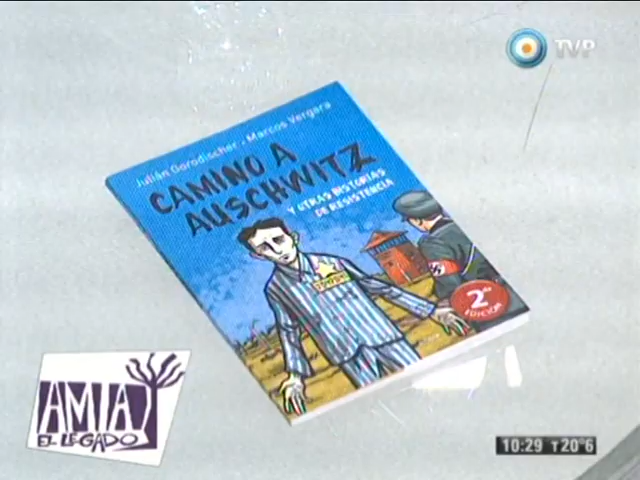 TVP
Julián Gorodischer - Marcos Vergara
CAMINO A
AUSCHWITZ
Y OTRAS HISTORIAS
DE RESISTENCIA
2da
EDICIÓN
AMIA
EL LEGADO
10:29 T20°6